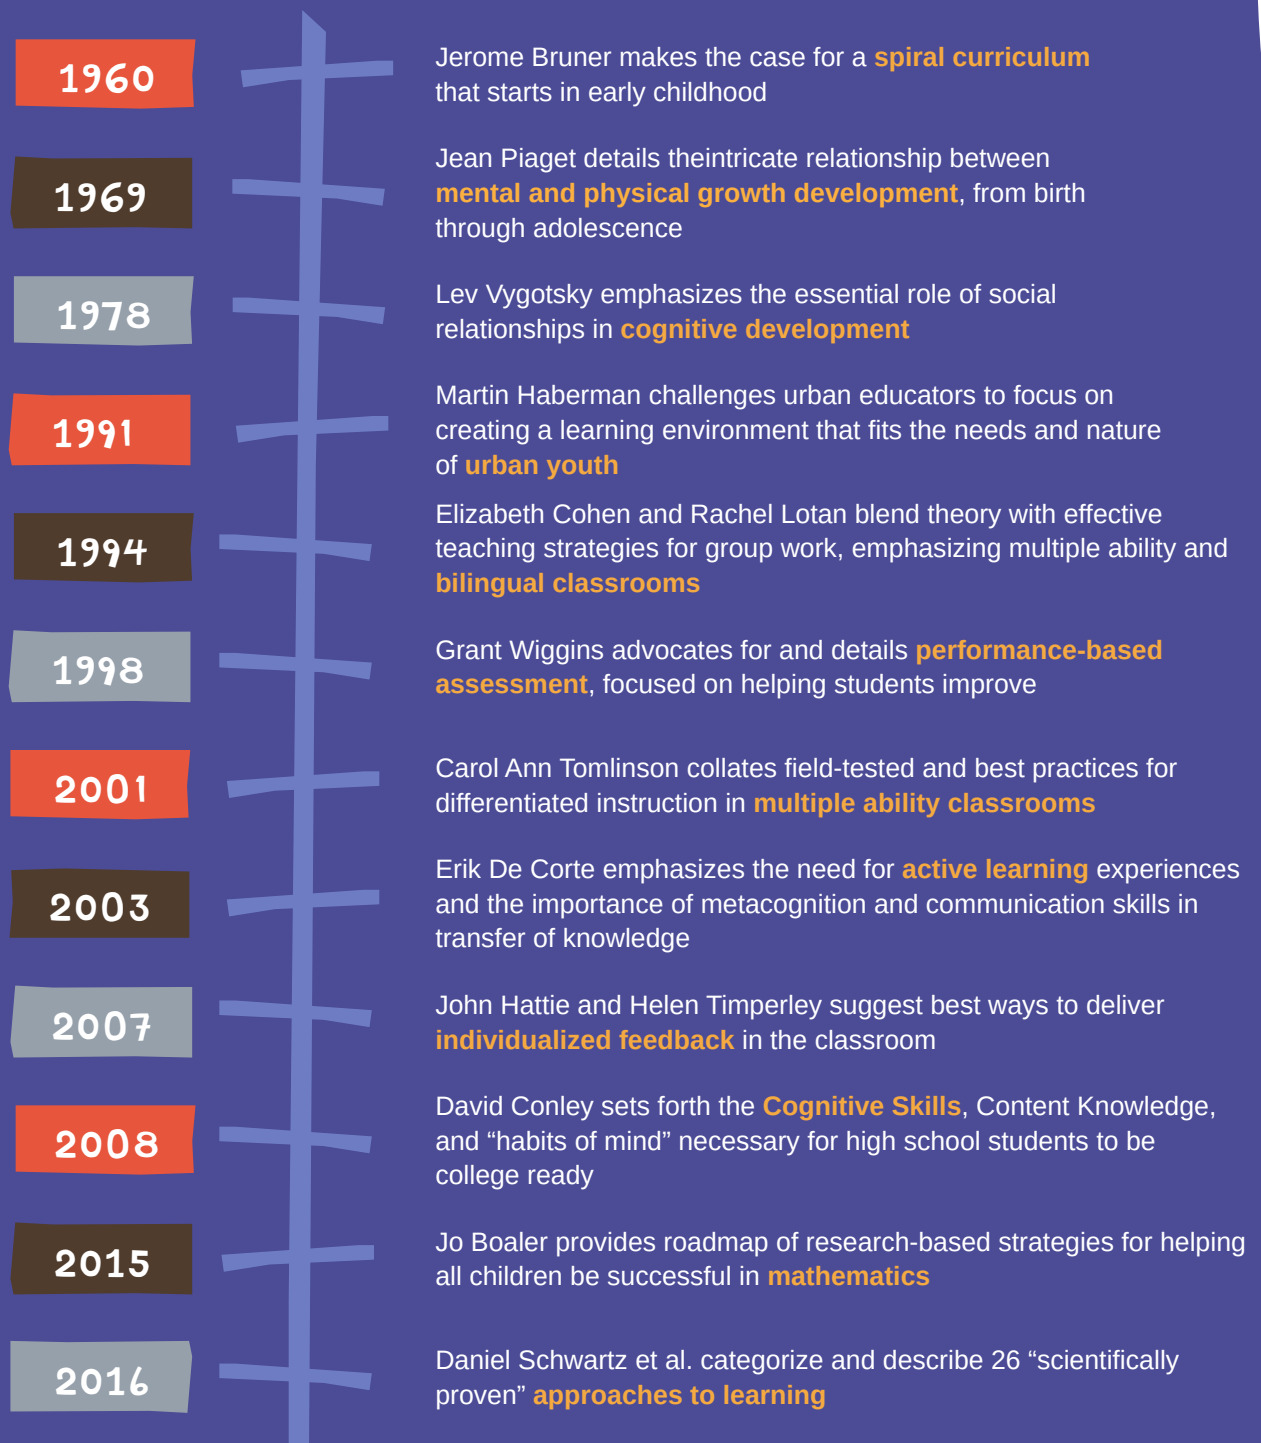 1960
Jerome Bruner makes the case for a spiral curriculum
that starts in early childhood
1969
Jean Piaget details theintricate relationship between
mental and physical growth development, from birth
through adolescence
1978
Lev Vygotsky emphasizes the essential role of social
relationships in cognitive development
1991
Martin Haberman challenges urban educators to focus on
creating a learning environment that fits the needs and nature
of urban youth
1994
Elizabeth Cohen and Rachel Lotan blend theory with effective
teaching strategies for group work, emphasizing multiple ability and
bilingual classrooms
1998
Grant Wiggins advocates for and details performance-based
assessment, focused on helping students improve
2001
Carol Ann Tomlinson collates field-tested and best practices for
differentiated instruction in multiple ability classrooms
2003
Erik De Corte emphasizes the need for active learning experiences
and the importance of metacognition and communication skills in
transfer of knowledge
2007
John Hattie and Helen Timperley suggest best ways to deliver
individualized feedback in the classroom
2008
David Conley sets forth the Cognitive Skills, Content Knowledge,
and “habits of mind” necessary for high school students to be
college ready
2015
Jo Boaler provides roadmap of research-based strategies for helping
all children be successful in mathematics
2016
Daniel Schwartz et al. categorize and describe 26 “scientifically
proven” approaches to learning